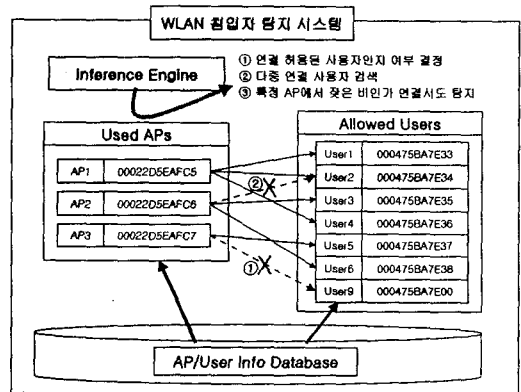 WLAN 침입자 탐지 시스템
Inference Engine
① 연결 허용된 사용자인지 여부 결정
② 다중 연결 사용자 검색
③ 특정 AP에서 잦은 비인가 연결시도 탐지
Used APs
AP1 00022D5EAFC5
AP2 00022D5EAFC6
AP3 00022D5EAFC7
②X
①X
Allowed Users
User1 000475BA7E33
User2 000475BA7E34
User3 000475BA7E35
User4 000475BA7E36
User5 000475BA7E37
User6 000475BA7E38
User9 000475BA7E00
AP/User Info Database